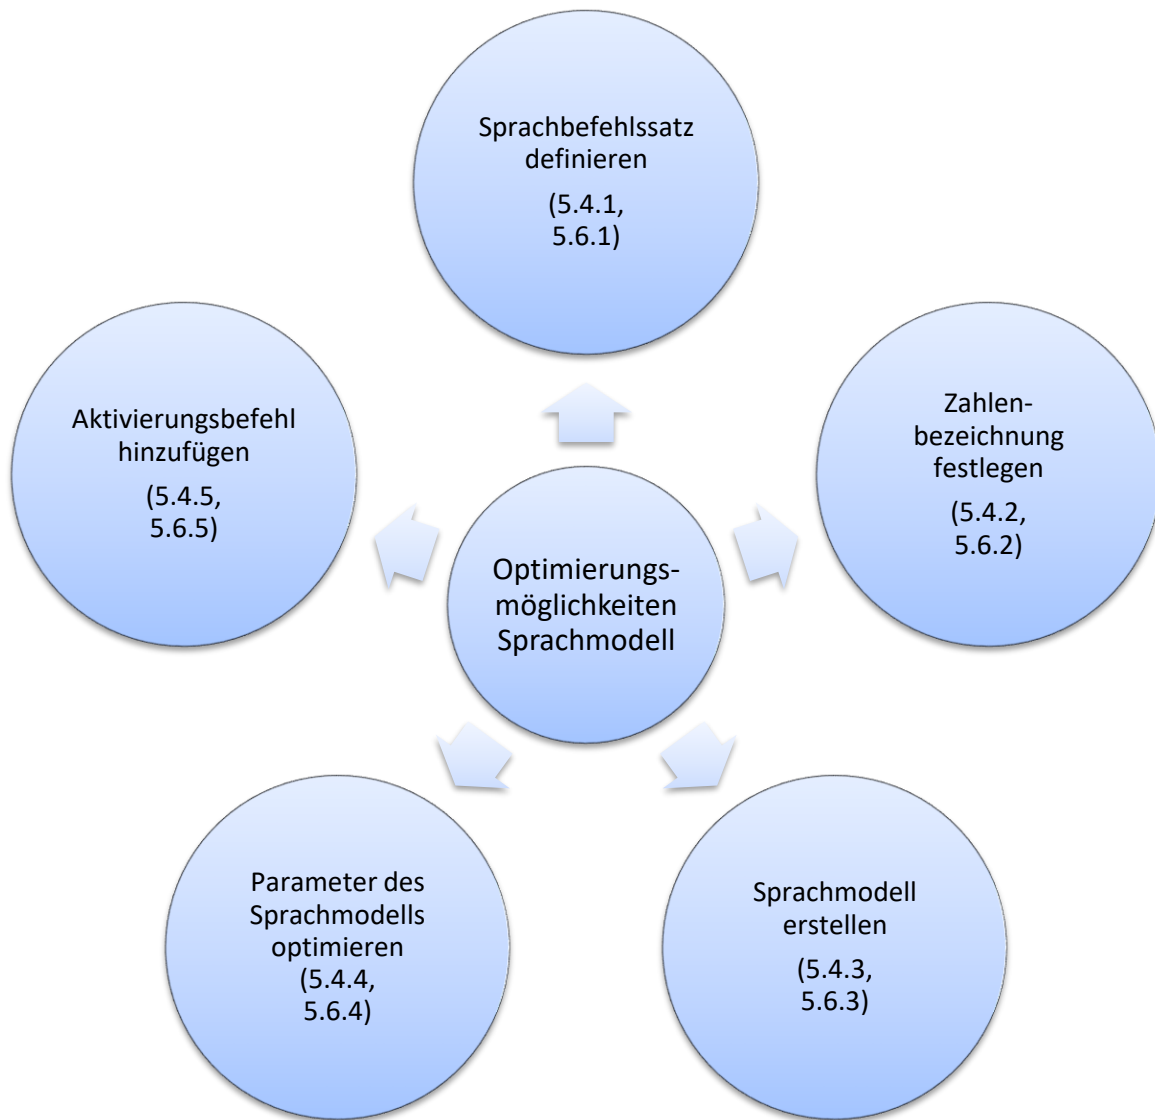 Sprachbefehlssatz
definieren
(5.4.1,
5.6.1)
Zahlen-
bezeichnung
festlegen
(5.4.2,
5.6.2)
Sprachmodell
erstellen
(5.4.3,
5.6.3)
Parameter des
Sprachmodells
optimieren
(5.4.4,
5.6.4)
Aktivierungsbefehl
hinzufügen
(5.4.5,
5.6.5)
Optimierungs-
möglichkeiten
Sprachmodell